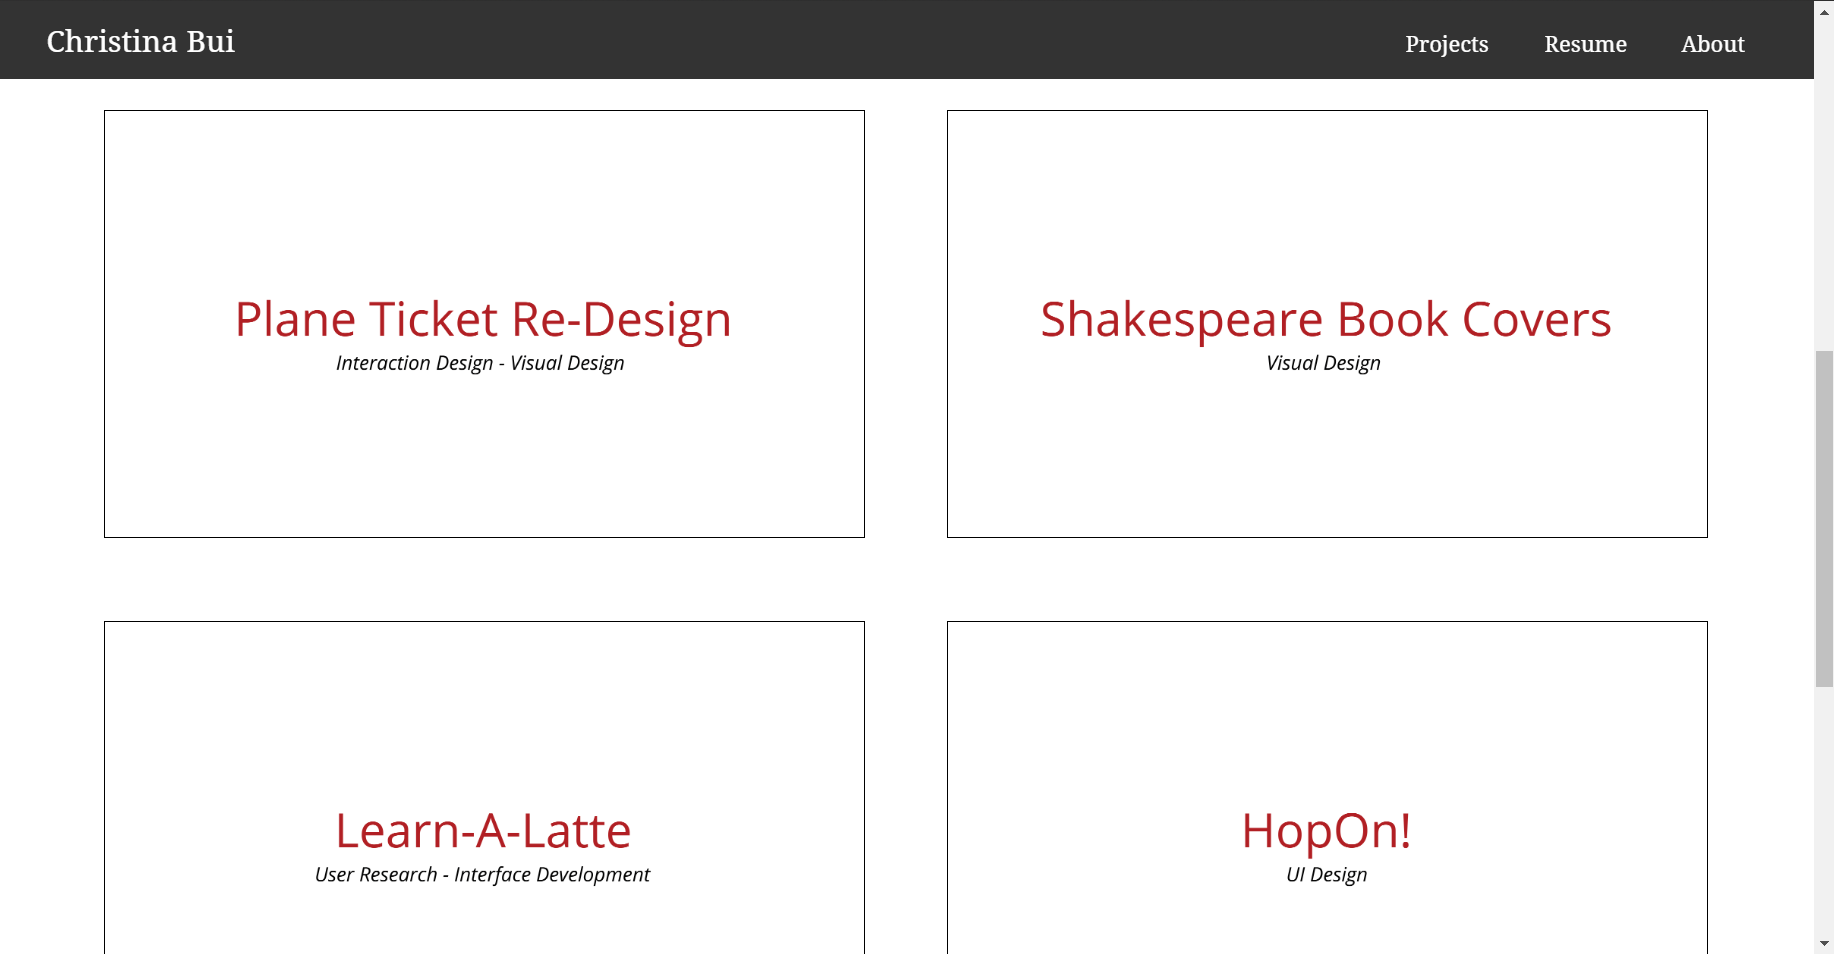 Christina Bui
Projects
Resume
About
Plane Ticket Re-Design
Interaction Design - Visual Design
Shakespeare Book Covers
Visual Design
Learn-A-Latte
User Research - Interface Development
HopOn!
UI Design